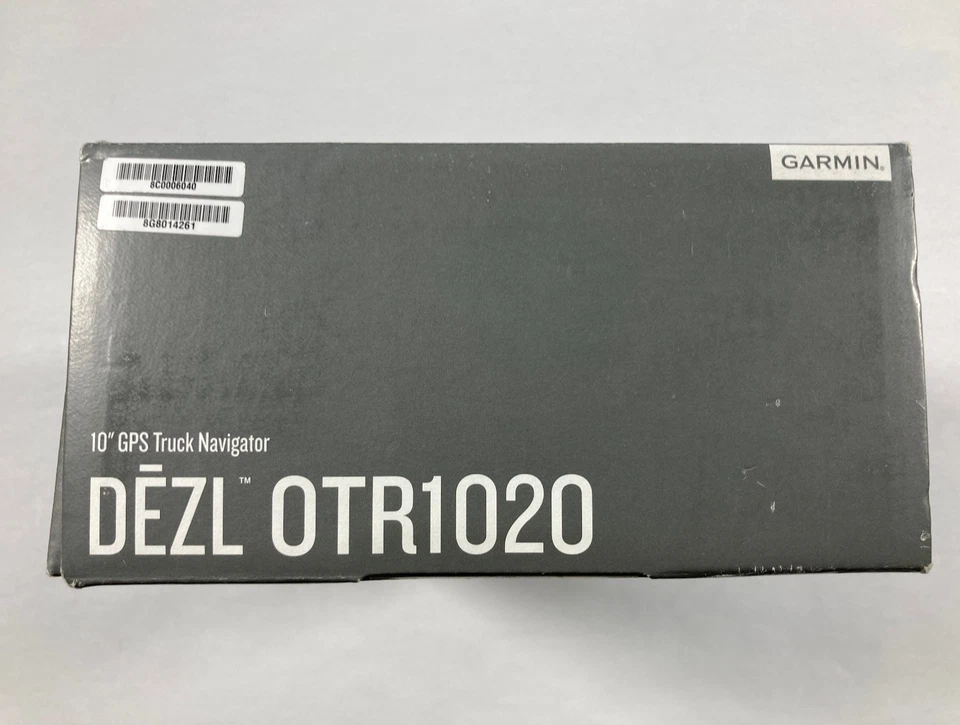 8C0006040
8G8014261
GARMIN®
10" GPS Truck Navigator
DĒZL™ OTR1020